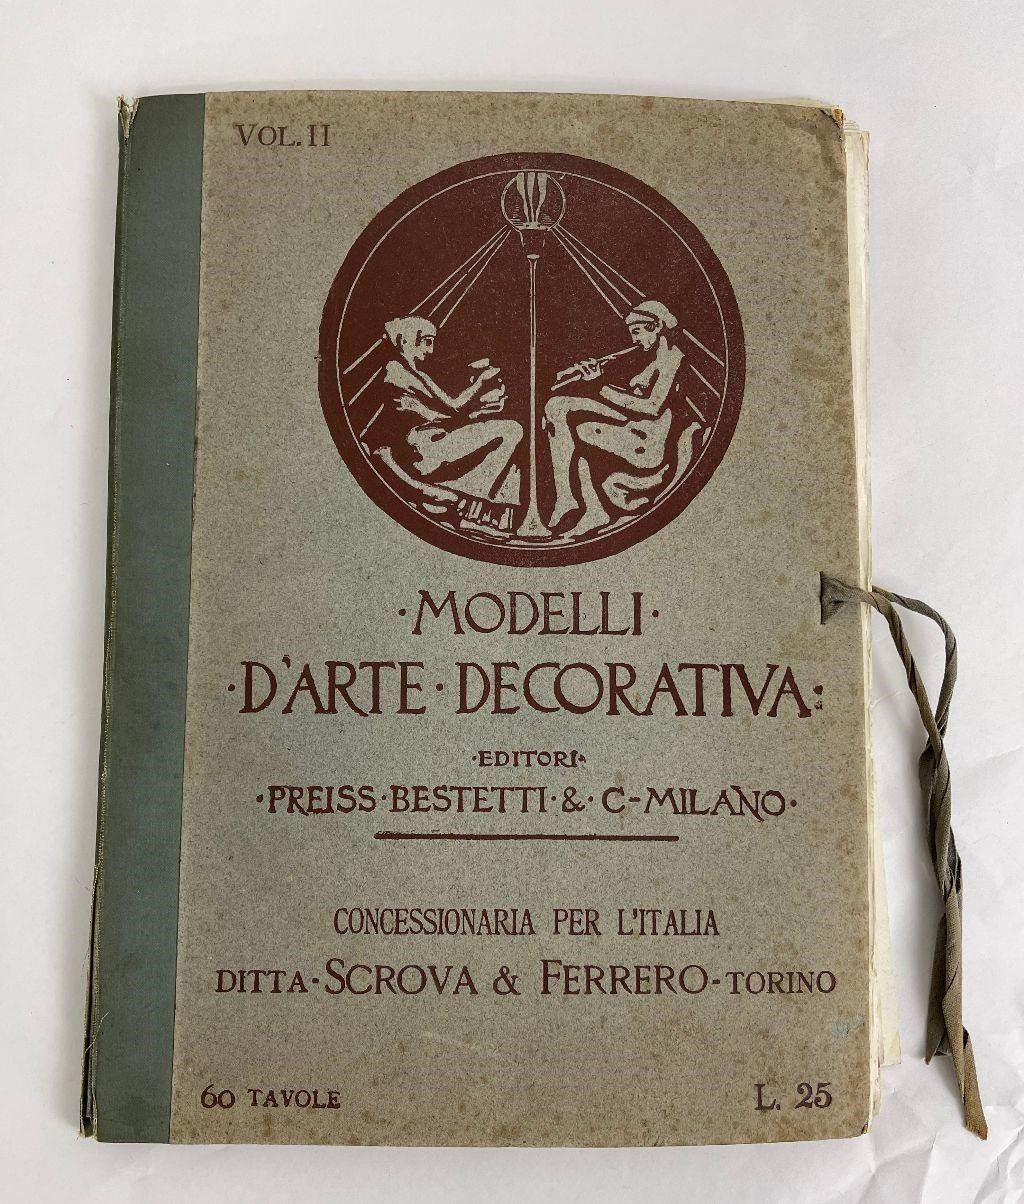 VOL. II
·MODELLI·
·D'ARTE·DECORATIVA:
·EDITORI·
·PREISS·BESTETTI·&·C-MILANO·
CONCESSIONARIA PER L'ITALIA
DITTA-SCROVA & FERRERO-TORINO
60 TAVOLE
L. 25